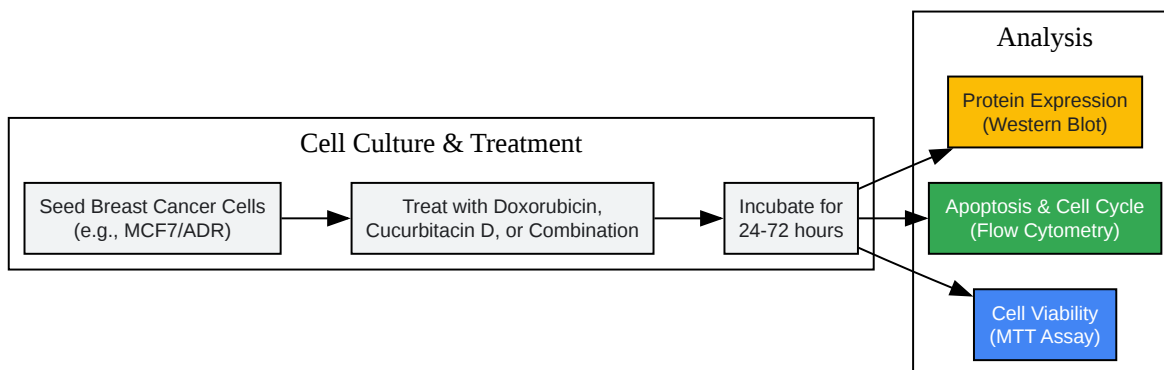 Analysis
Protein Expression
(Western Blot)
Cell Culture & Treatment
Seed Breast Cancer Cells
(e.g., MCF7/ADR)
Treat with Doxorubicin,
Cucurbitacin D, or Combination
Incubate for
24-72 hours
Apoptosis & Cell Cycle
(Flow Cytometry)
Cell Viability
(MTT Assay)